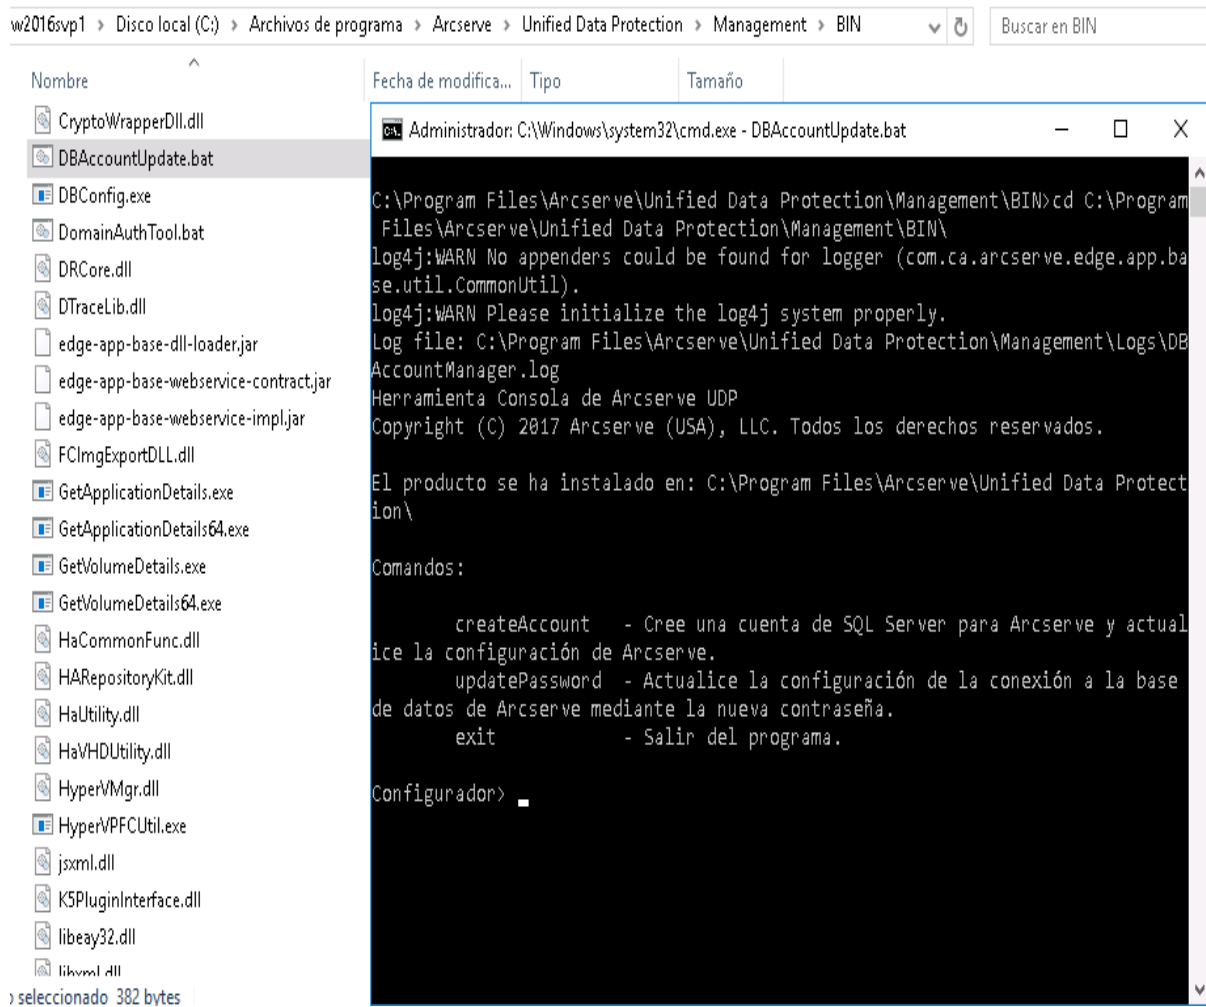 w2016svp1 > Disco local (C:) > Archivos de programa > Arcserve > Unified Data Protection > Management > BIN
Buscar en BIN
Nombre Fecha de modifica... Tipo Tamaño
CryptoWrapperDll.dll
DBAccountUpdate.bat
DBConfig.exe
DomainAuthTool.bat
DRCore.dll
DTraceLib.dll
edge-app-base-dll-loader.jar
edge-app-base-webservice-contract.jar
edge-app-base-webservice-impl.jar
FCImgExportDLL.dll
GetApplicationDetails.exe
GetApplicationDetails64.exe
GetVolumeDetails.exe
GetVolumeDetails64.exe
HaCommonFunc.dll
HARepositoryKit.dll
HaUtility.dll
HaVHDUtility.dll
HyperVMgr.dll
HyperVPFCUtil.exe
jsxml.dll
K5PluginInterface.dll
libeay32.dll
libxml.dll
o seleccionado 382 bytes
Administrador: C:\Windows\system32\cmd.exe - DBAccountUpdate.bat
C:\Program Files\Arcserve\Unified Data Protection\Management\BIN>cd C:\Program
Files\Arcserve\Unified Data Protection\Management\BIN\
log4j:WARN No appenders could be found for logger (com.ca.arcserve.edge.app.ba
se.util.CommonUtil).
log4j:WARN Please initialize the log4j system properly.
Log file: C:\Program Files\Arcserve\Unified Data Protection\Management\Logs\DB
AccountManager.log
Herramienta Consola de Arcserve UDP
Copyright (C) 2017 Arcserve (USA), LLC. Todos los derechos reservados.
El producto se ha instalado en: C:\Program Files\Arcserve\Unified Data Protect
ion\
Comandos:
createAccount - Cree una cuenta de SQL Server para Arcserve y actual
ice la configuración de Arcserve.
updatePassword - Actualice la configuración de la conexión a la base
de datos de Arcserve mediante la nueva contraseña.
exit - Salir del programa.
Configurador>